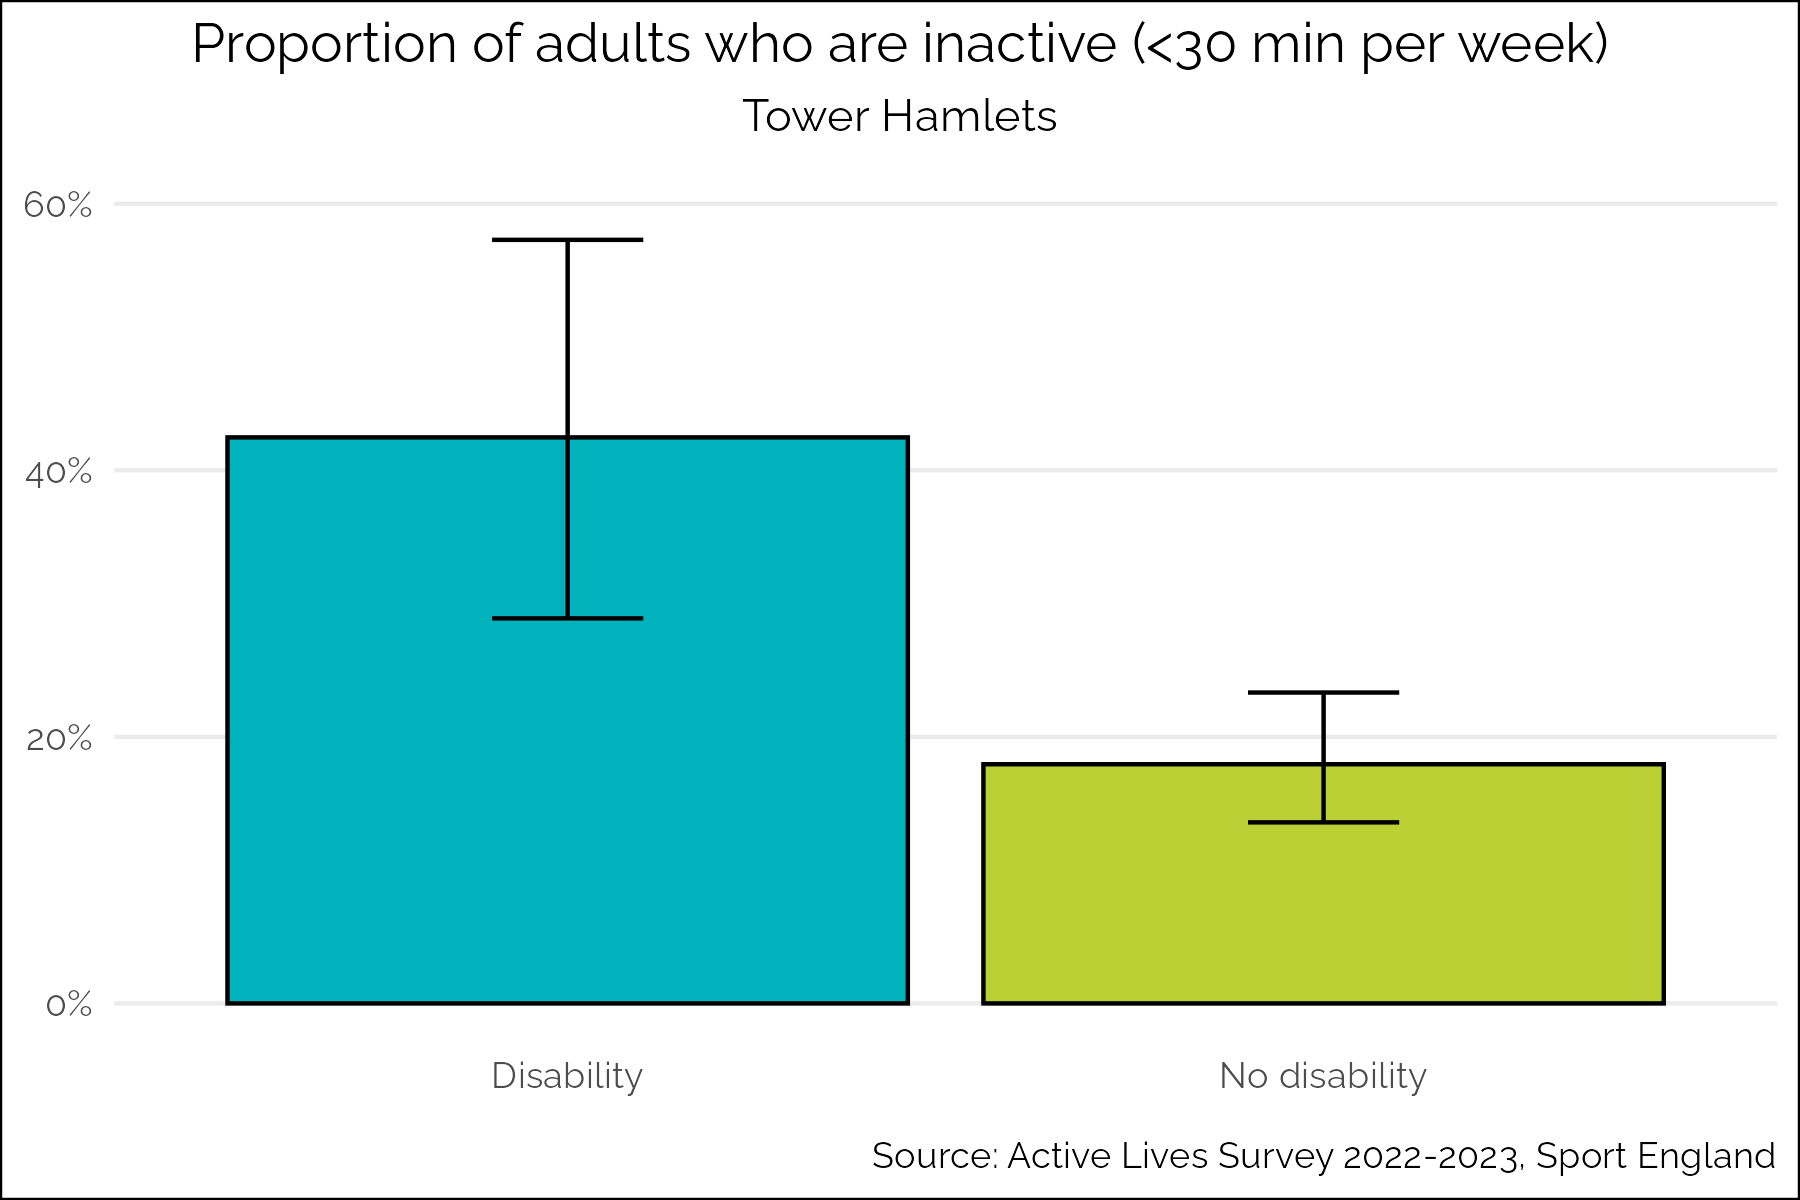 Proportion of adults who are inactive (<30 min per week)
Tower Hamlets
60%
40%
20%
0%
Disability
No disability
Source: Active Lives Survey 2022-2023, Sport England